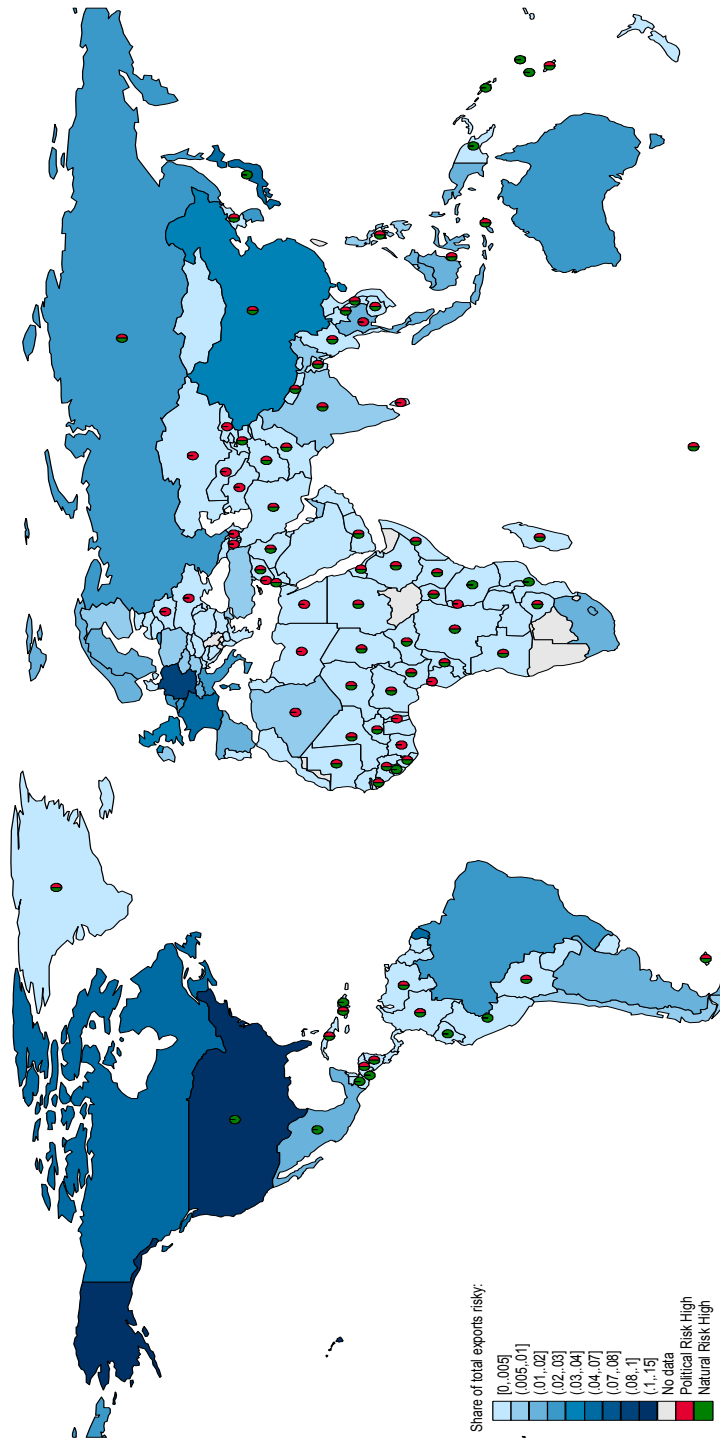 Share of total exports risky:
[0,.005]
(.005,.01]
(.01,.02]
(.02,.03]
(.03,.04]
(.04,.07]
(.07,.08]
(.08,.1]
(.1,.15]
No data
Political Risk High
Natural Risk High